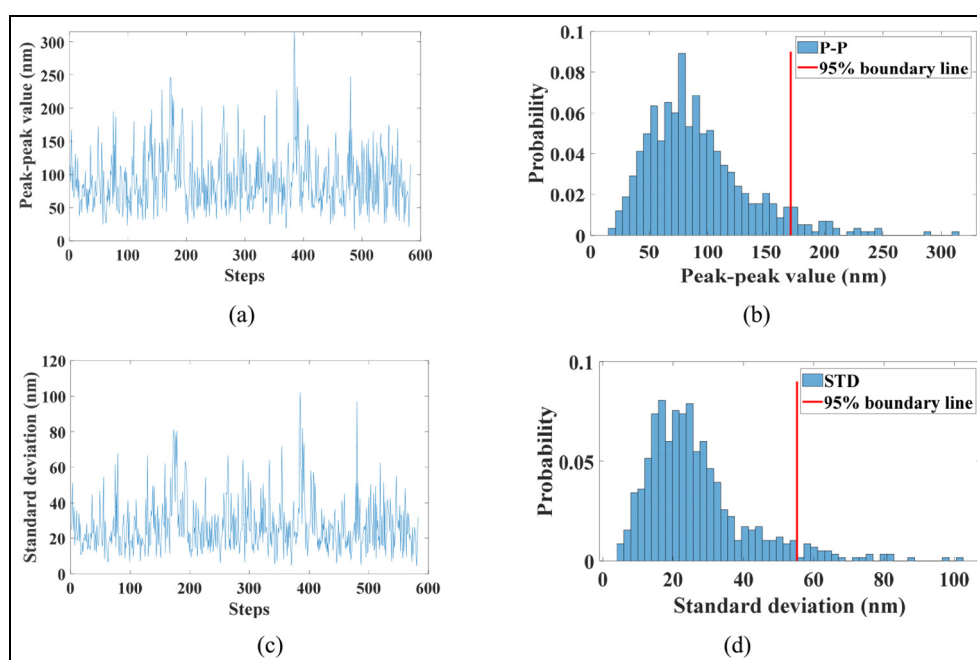 Peak-peak value (nm)
300
250
200
150
100
50
0
0 100 200 300 400 500 600
Steps
(a)
Probability
0.1
0.08
0.06
0.04
0.02
0
P-P
95% boundary line
50 100 150 200 250 300
Peak-peak value (nm)
(b)
Standard deviation (nm)
120
100
80
60
40
20
0
0 100 200 300 400 500 600
Steps
(c)
Probability
0.1
0.05
0
STD
95% boundary line
0 20 40 60 80 100
Standard deviation (nm)
(d)